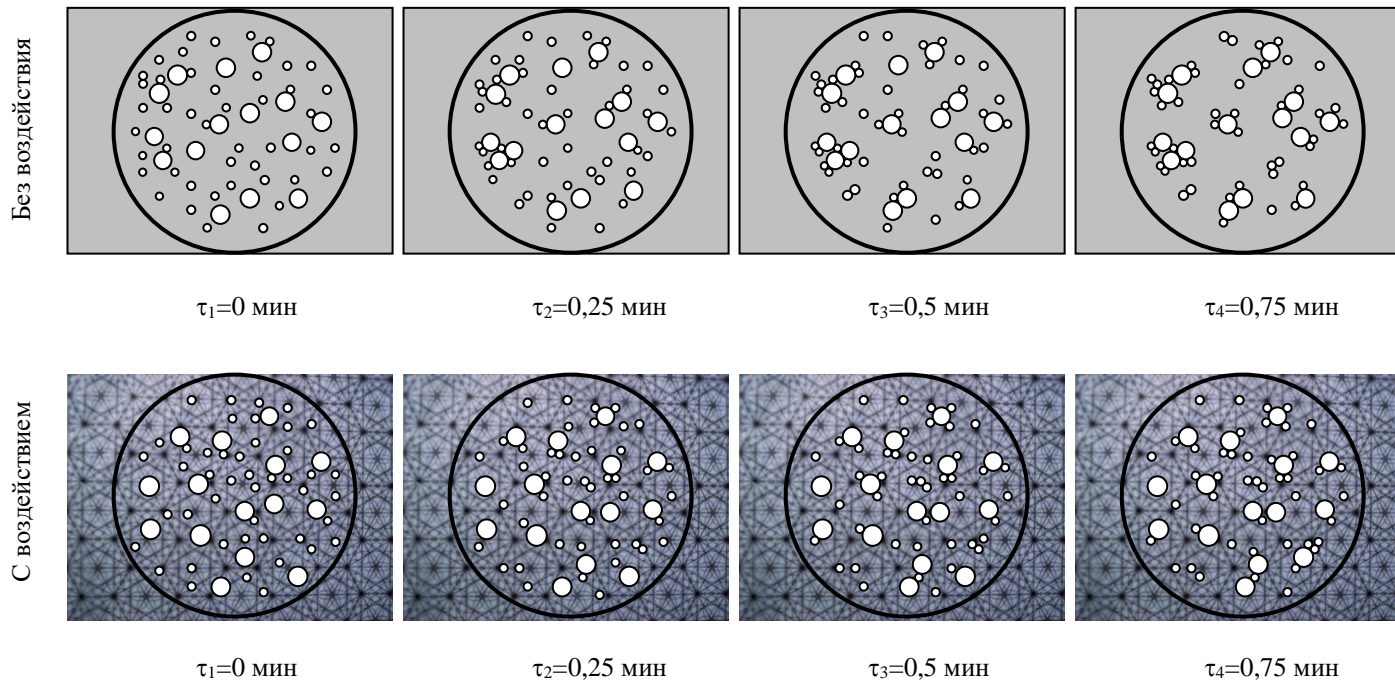 Без воздействия
τ₁=0 мин
τ₂=0,25 мин
τ₃=0,5 мин
τ₄=0,75 мин
С воздействием
τ₁=0 мин
τ₂=0,25 мин
τ₃=0,5 мин
τ₄=0,75 мин